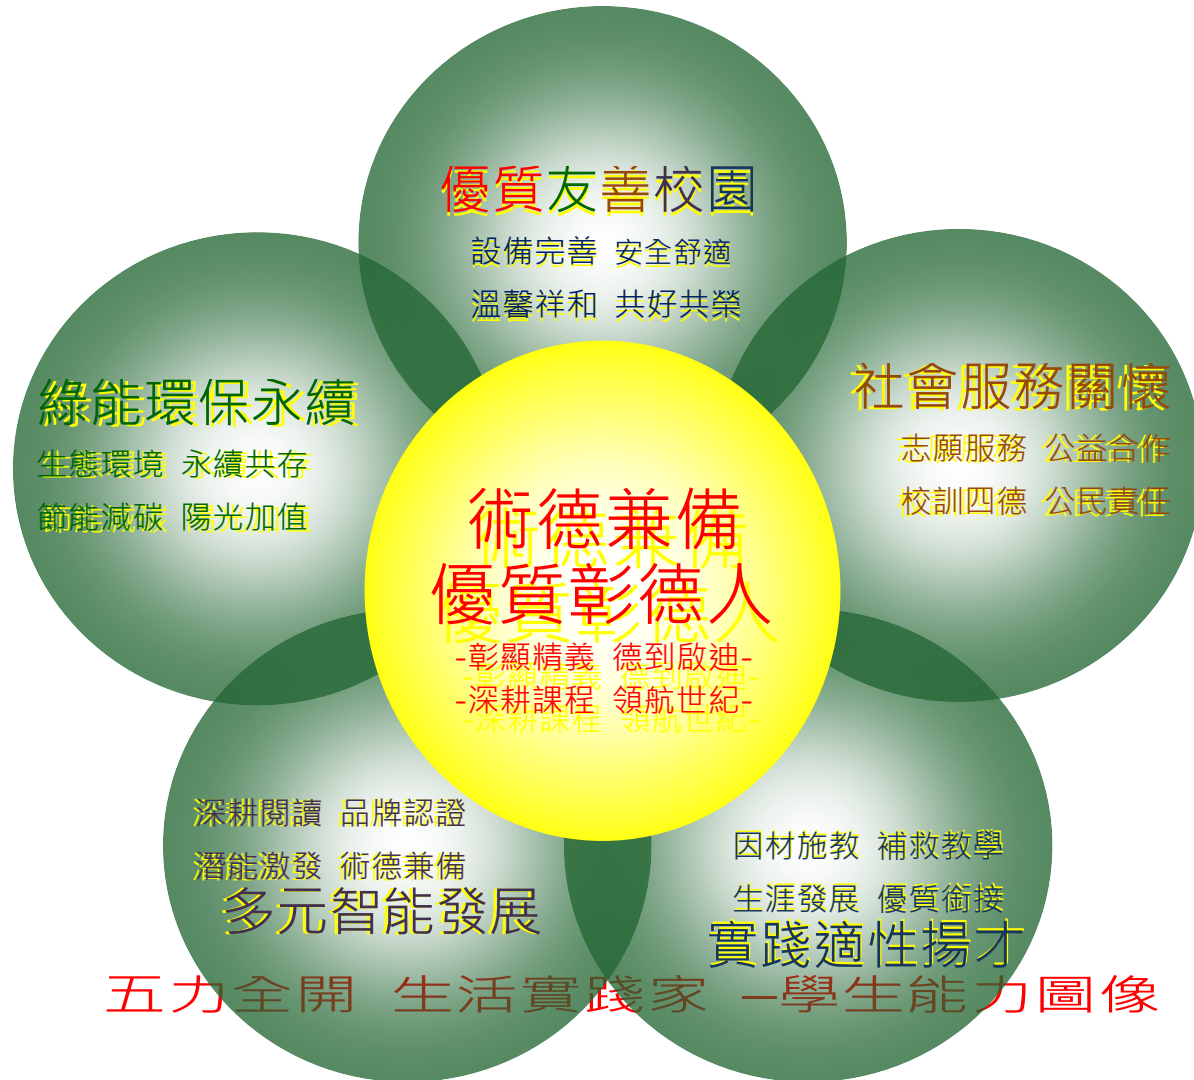 優質友善校園
設備完善 安全舒適
溫馨祥和 共好共榮
綠能環保永續
生態環境 永續共存
節能減碳 陽光加值
社會服務關懷
志願服務 公益合作
校訓四德 公民責任
術德兼備
優質彰德人
-彰顯精義 德到啟迪-
-深耕課程 領航世紀-
深耕閱讀 品牌認證
潛能激發 術德兼備
多元智能發展
因材施教 補救教學
生涯發展 優質銜接
實踐適性揚才
五力全開 生活實踐家 –學生能力圖像